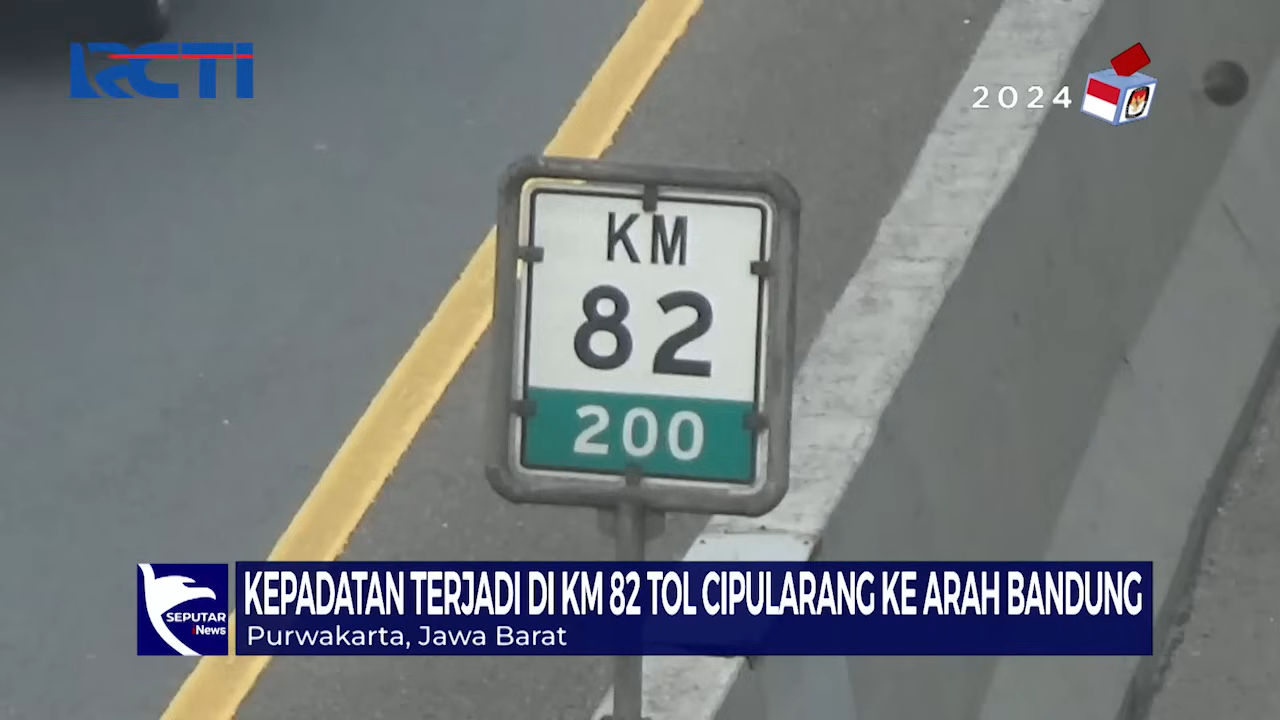 RCTI
2024
KM
82
200
SEPUTAR
iNews
KEPADATAN TERJADI DI KM 82 TOL CIPULARANG KE ARAH BANDUNG
Purwakarta, Jawa Barat